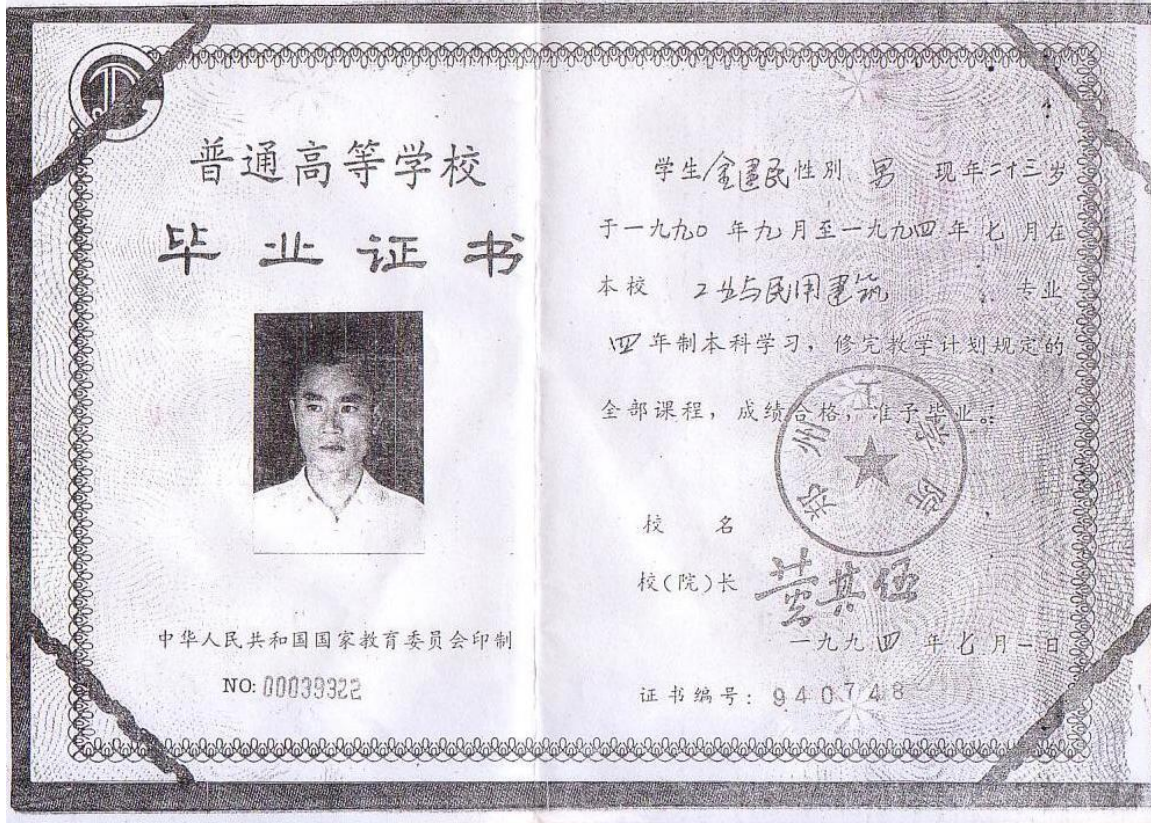 普通高等学校
毕业证书
中华人民共和国国家教育委员会印制
NO: 00039322
学生金建民性别 男 现年二十三岁
于一九九〇年九月至一九九四年七月在
本校 工业与民用建筑 专业
四年制本科学习，修完教学计划规定的
全部课程，成绩合格，准予毕业。
郑州工学院
校 名
校(院)长
一九九四年七月一日
证书编号：940748